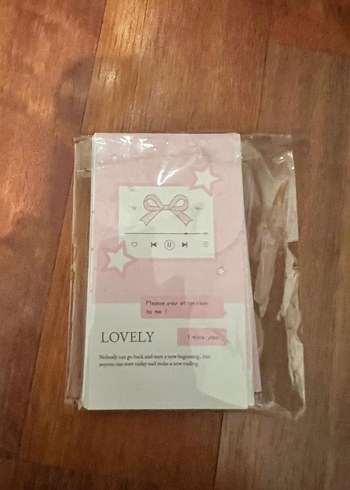 Please pay attention
to me !
LOVELY
I miss you
Nobody can go back and start a new beginning, but
anyone can start today and make a new ending